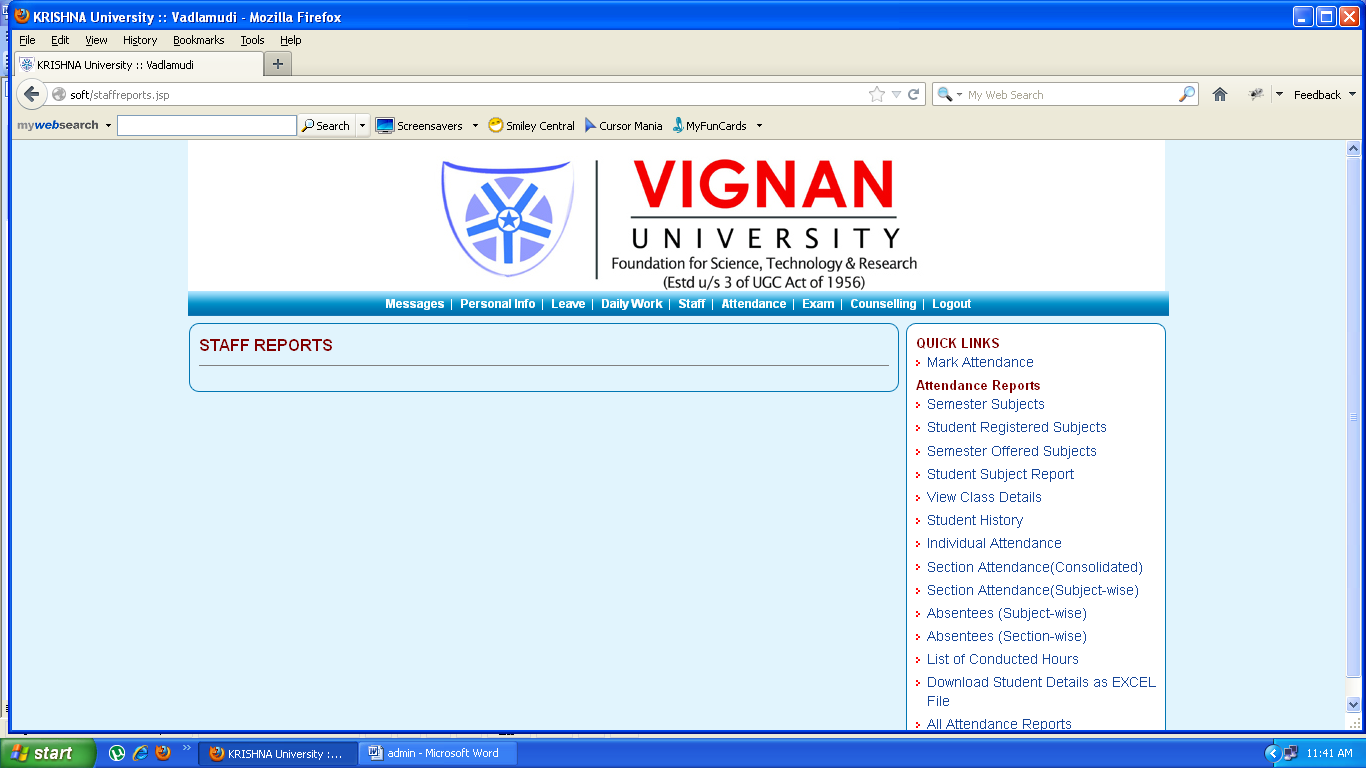 KRISHNA University :: Vadlamudi - Mozilla Firefox
File Edit View History Bookmarks Tools Help
KRISHNA University :: Vadlamudi
soft/staffreports.jsp
My Web Search
Feedback
mywebsearch
Search
Screensavers
Smiley Central
Cursor Mania
MyFunCards
VIGNAN
UNIVERSITY
Foundation for Science, Technology & Research
(Estd u/s 3 of UGC Act of 1956)
Messages | Personal Info | Leave | Daily Work | Staff | Attendance | Exam | Counselling | Logout
STAFF REPORTS
QUICK LINKS
Mark Attendance
Attendance Reports
Semester Subjects
Student Registered Subjects
Semester Offered Subjects
Student Subject Report
View Class Details
Student History
Individual Attendance
Section Attendance(Consolidated)
Section Attendance(Subject-wise)
Absentees (Subject-wise)
Absentees (Section-wise)
List of Conducted Hours
Download Student Details as EXCEL
File
All Attendance Reports
start
KRISHNA University :...
admin - Microsoft Word
11:41 AM